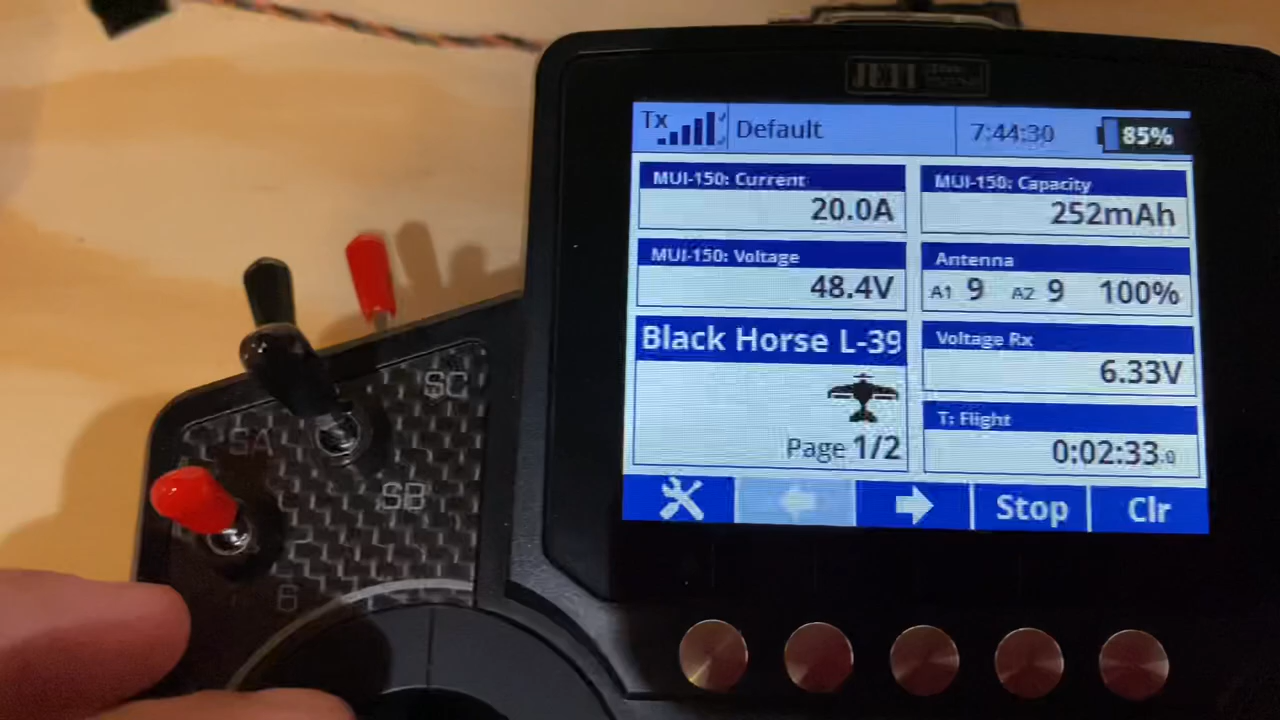 JETI
Tx Default 7:44:30 85%
MUI-150: Current
20.0A
MUI-150: Capacity
252mAh
MUI-150: Voltage
48.4V
Antenna
A1 9 A2 9 100%
Black Horse L-39
Page 1/2
Voltage Rx
6.33V
T: Flight
0:02:33.0
Stop Clr
SC
SA
SB
6